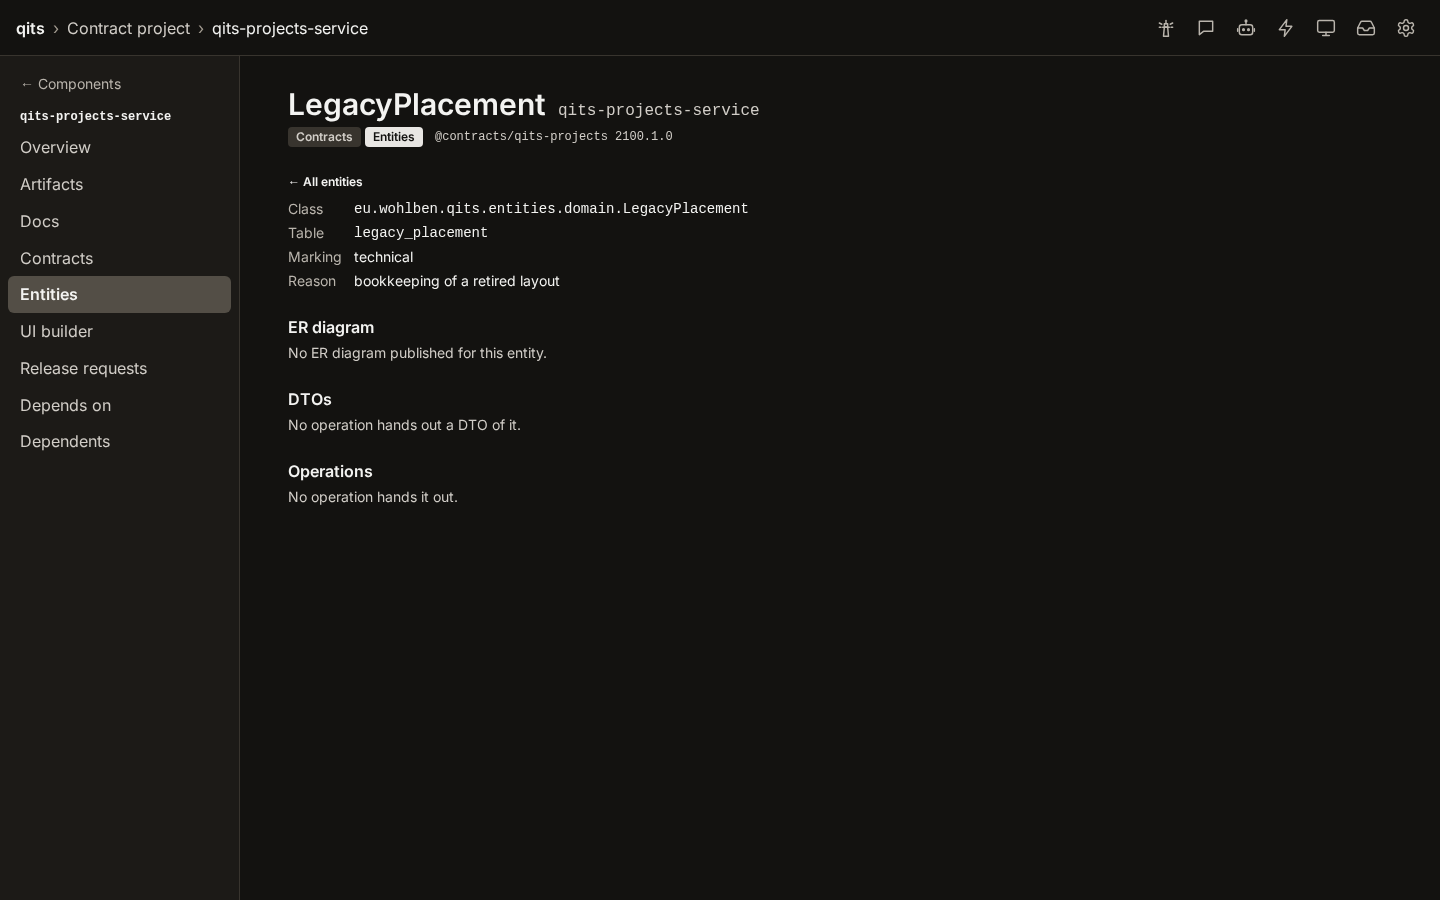 qits › Contract project › qits-projects-service
← Components
qits-projects-service
Overview
Artifacts
Docs
Contracts
Entities
UI builder
Release requests
Depends on
Dependents
LegacyPlacement qits-projects-service
Contracts Entities @contracts/qits-projects 2100.1.0
← All entities
Class eu.wohlben.qits.entities.domain.LegacyPlacement
Table legacy_placement
Marking technical
Reason bookkeeping of a retired layout
ER diagram
No ER diagram published for this entity.
DTOs
No operation hands out a DTO of it.
Operations
No operation hands it out.